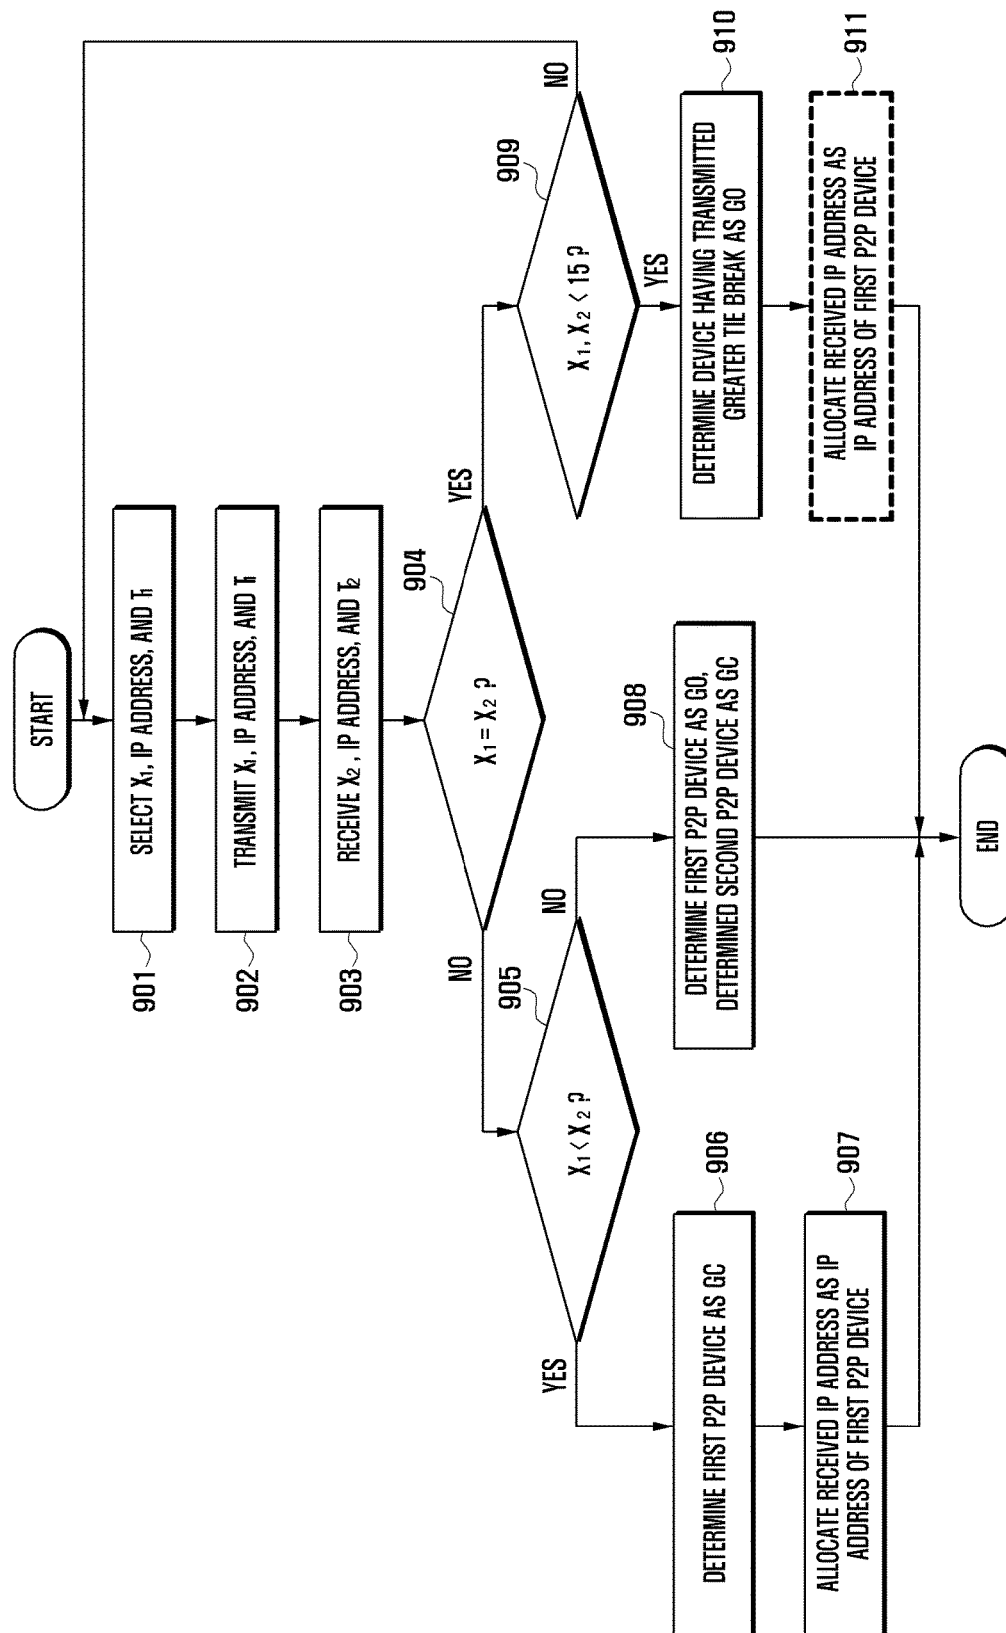 START
SELECT X₁, IP ADDRESS, AND T₁
901
TRANSMIT X₁, IP ADDRESS, AND T₁
902
RECEIVE X₂ , IP ADDRESS, AND T₂
903
904
X₁ = X₂ ?
NO
YES
905
X₁ < X₂ ?
YES
NO
909
X₁, X₂ < 15 ?
NO
YES
906
DETERMINE FIRST P2P DEVICE AS GC
907
ALLOCATE RECEIVED IP ADDRESS AS IP
ADDRESS OF FIRST P2P DEVICE
908
DETERMINE FIRST P2P DEVICE AS GO,
DETERMINED SECOND P2P DEVICE AS GC
910
DETERMINE DEVICE HAVING TRANSMITTED
GREATER TIE BREAK AS GO
911
ALLOCATE RECEIVED IP ADDRESS AS
IP ADDRESS OF FIRST P2P DEVICE
END